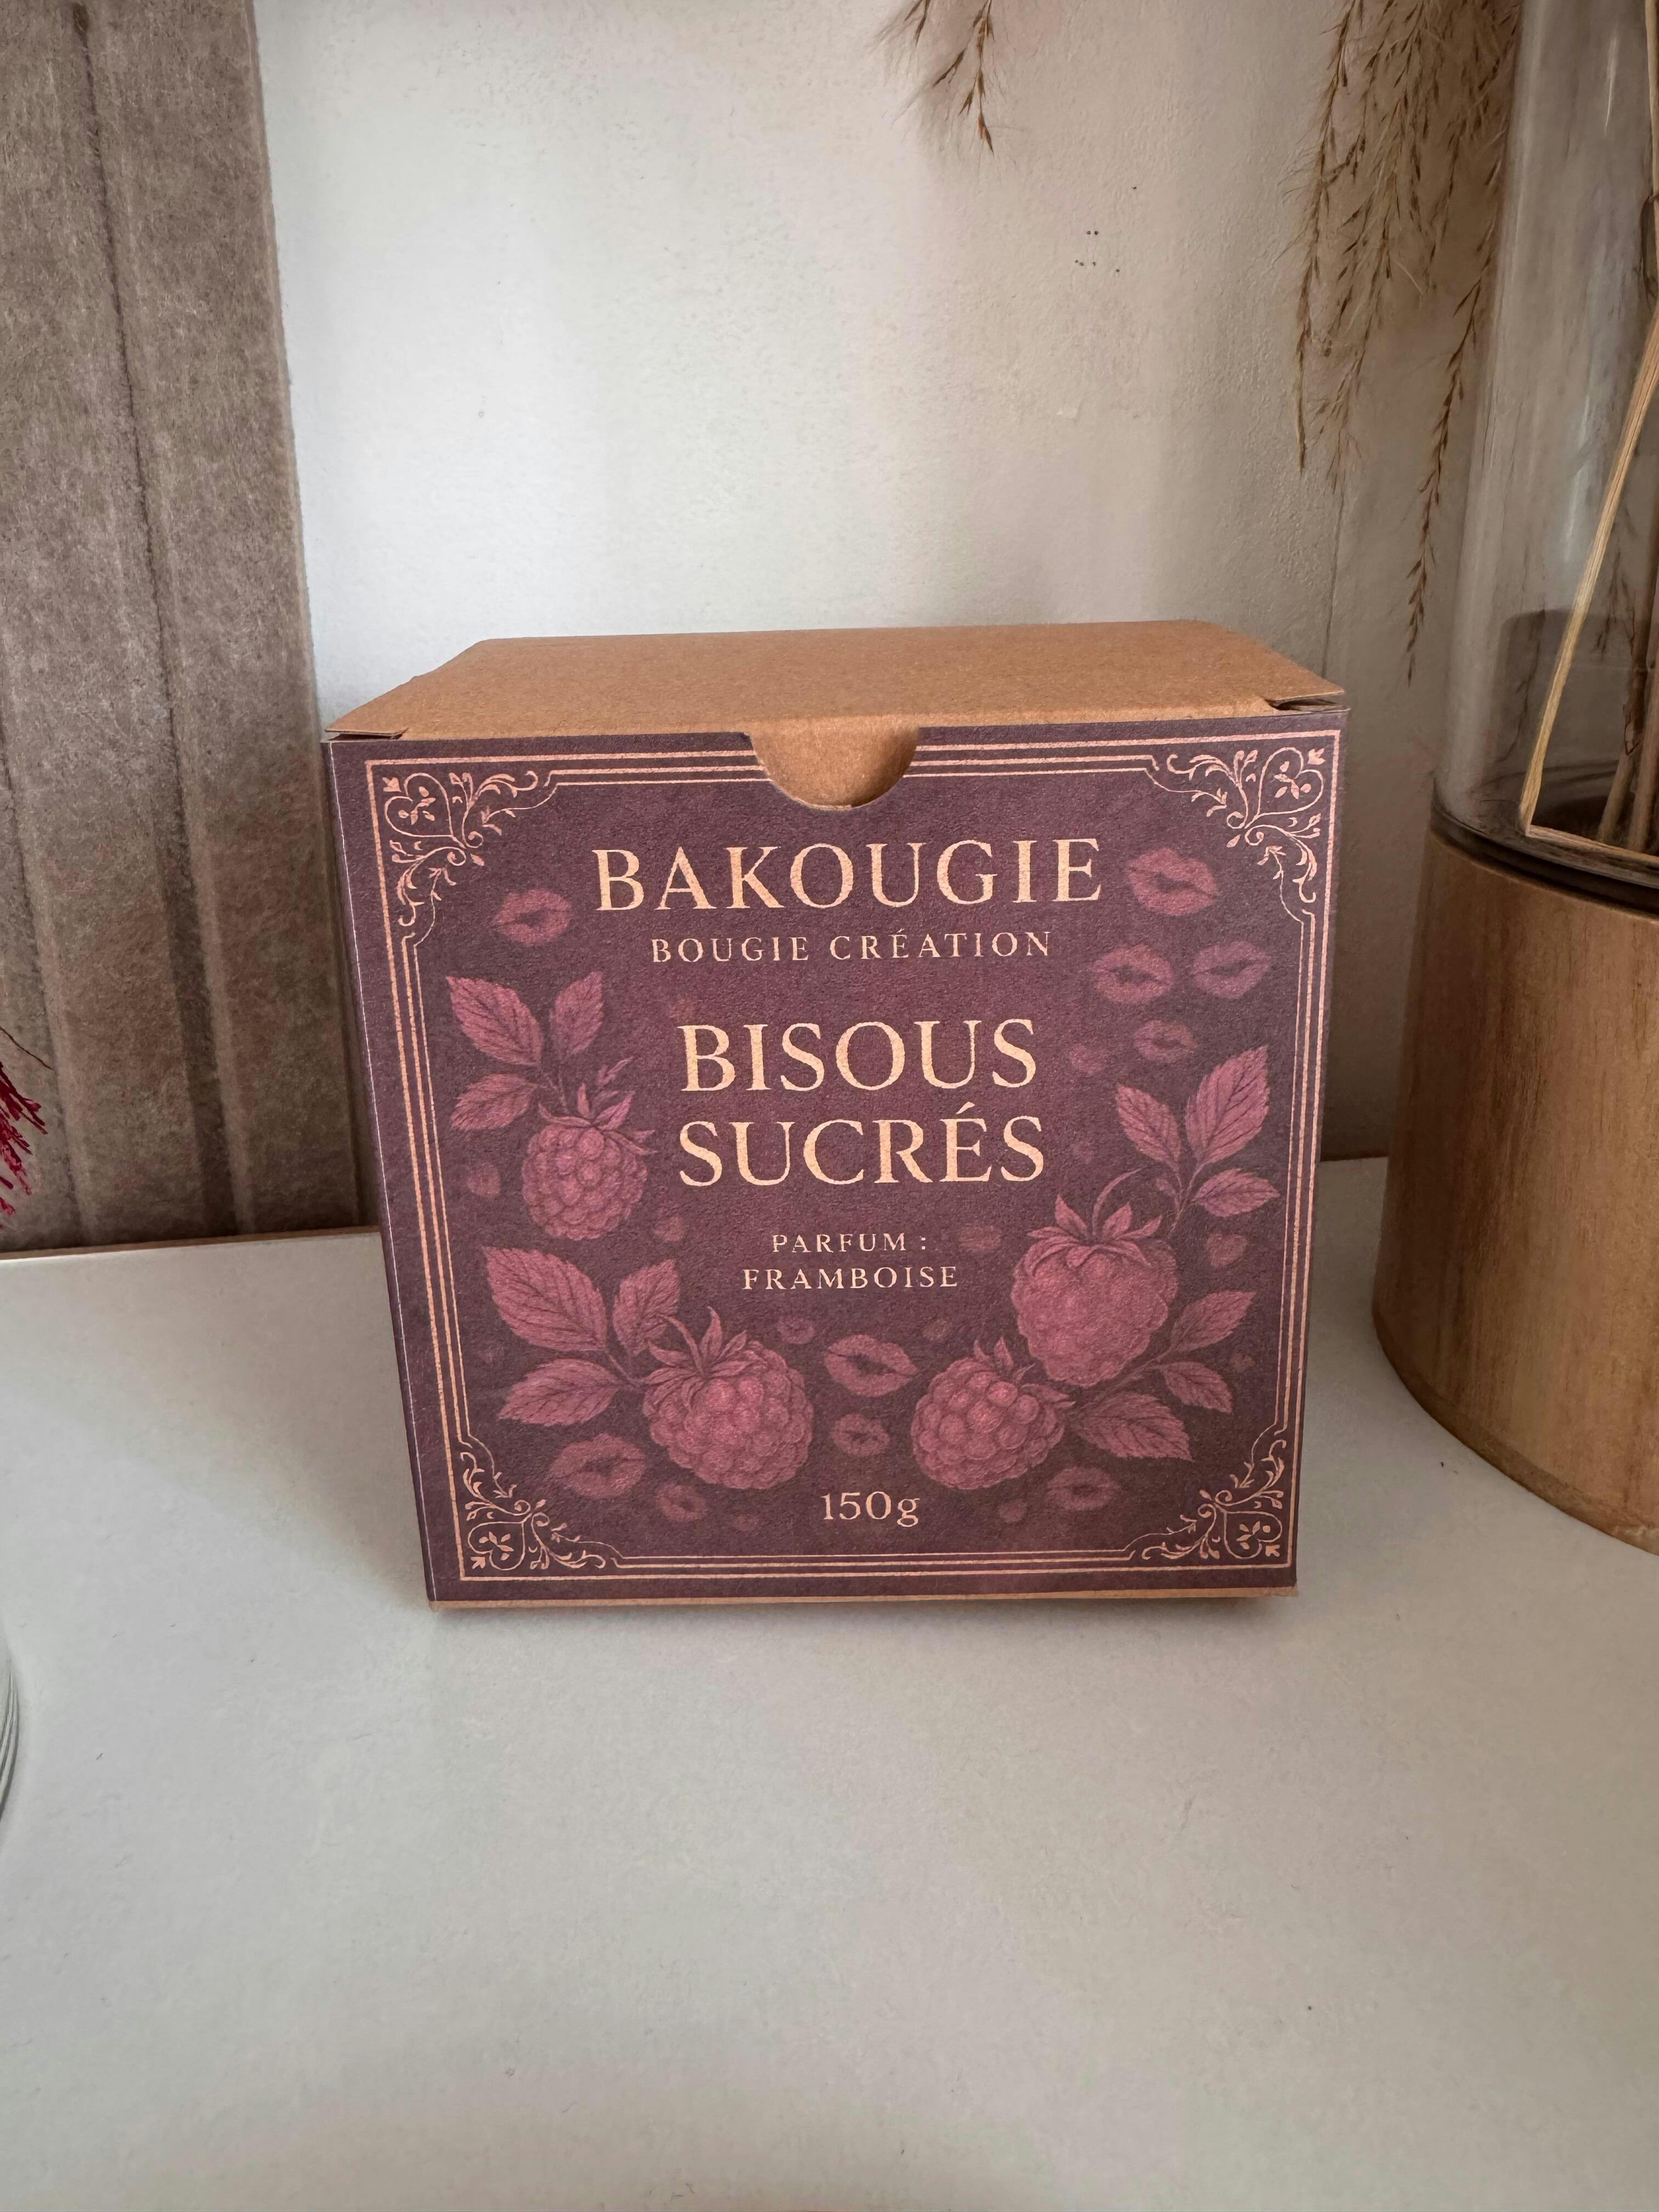 BAKOUGIE
BOUGIE CRÉATION
BISOUS
SUCRÉS
PARFUM :
FRAMBOISE
150g